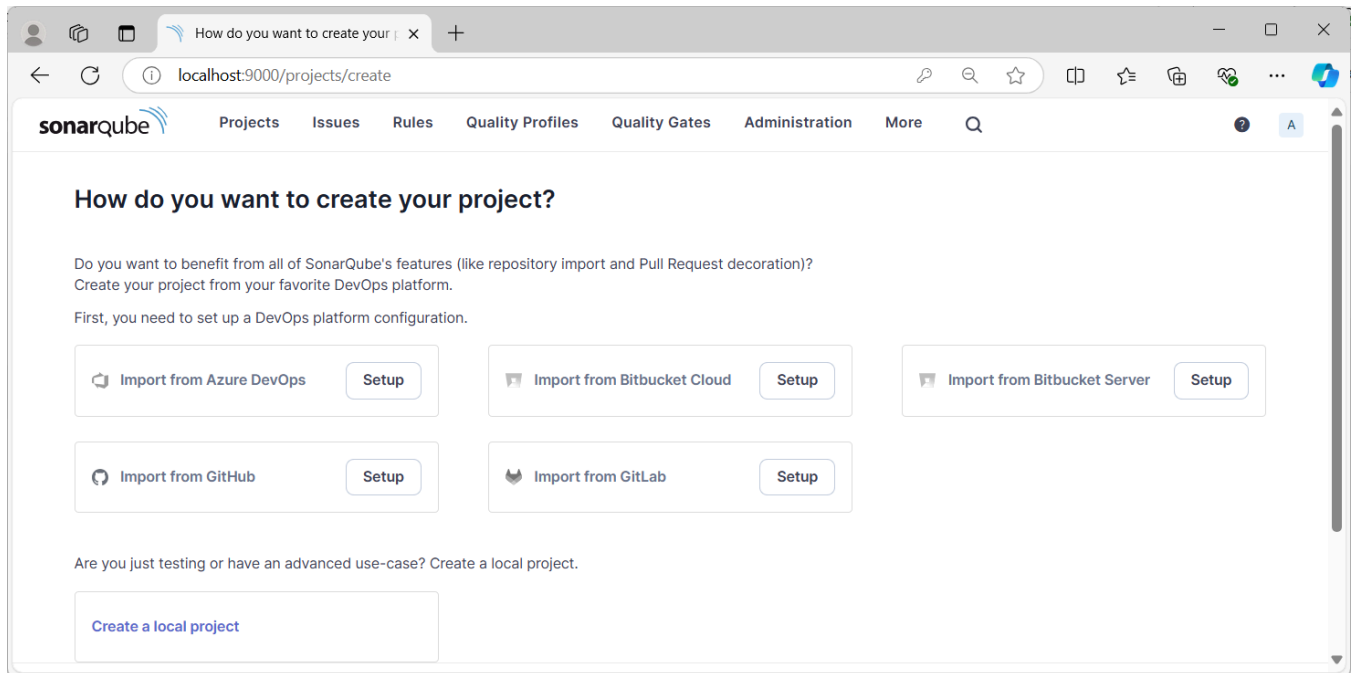 How do you want to create your p
localhost:9000/projects/create
sonarqube
Projects
Issues
Rules
Quality Profiles
Quality Gates
Administration
More
?
A
How do you want to create your project?
Do you want to benefit from all of SonarQube's features (like repository import and Pull Request decoration)?
Create your project from your favorite DevOps platform.
First, you need to set up a DevOps platform configuration.
Import from Azure DevOps
Setup
Import from Bitbucket Cloud
Setup
Import from Bitbucket Server
Setup
Import from GitHub
Setup
Import from GitLab
Setup
Are you just testing or have an advanced use-case? Create a local project.
Create a local project